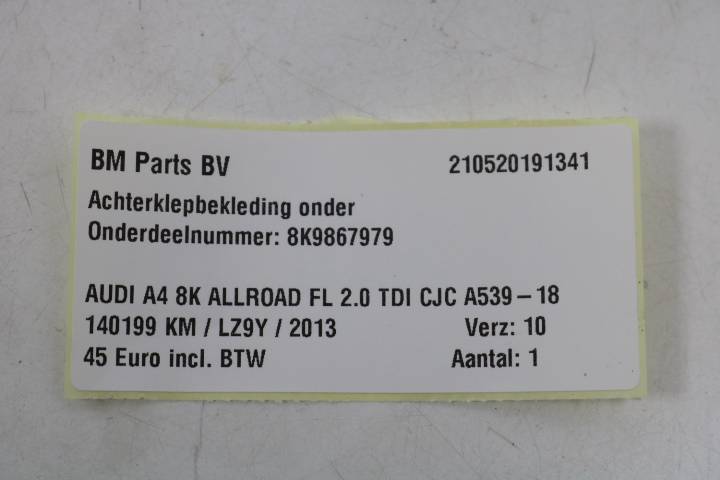 BM Parts BV 210520191341
Achterklepbekleding onder
Onderdeelnummer: 8K9867979
AUDI A4 8K ALLROAD FL 2.0 TDI CJC A539 – 18
140199 KM / LZ9Y / 2013 Verz: 10
45 Euro incl. BTW Aantal: 1